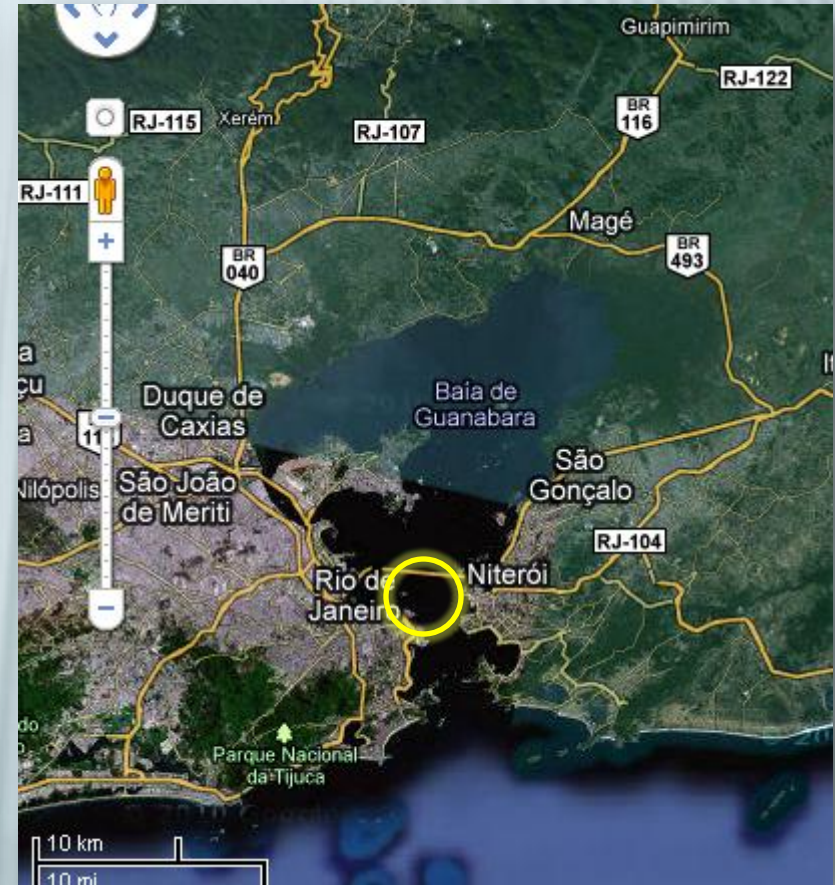 Guapimirim
RJ-122
BR
116
RJ-115
Xerém
RJ-107
RJ-111
Magé
BR
040
BR
493
Duque de
Caxias
Baía de
Guanabara
São João
de Meriti
Nilópolis
São
Gonçalo
RJ-104
Rio de
Janeiro
Niterói
Parque Nacional
da Tijuca
10 km
10 mi